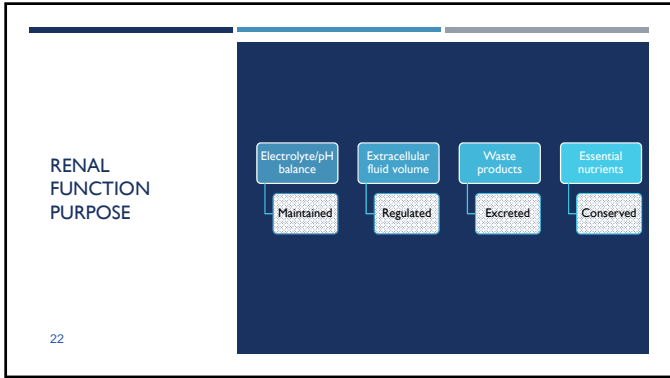 RENAL
FUNCTION
PURPOSE
Electrolyte/pH
balance
Maintained
Extracellular
fluid volume
Regulated
Waste
products
Excreted
Essential
nutrients
Conserved
22